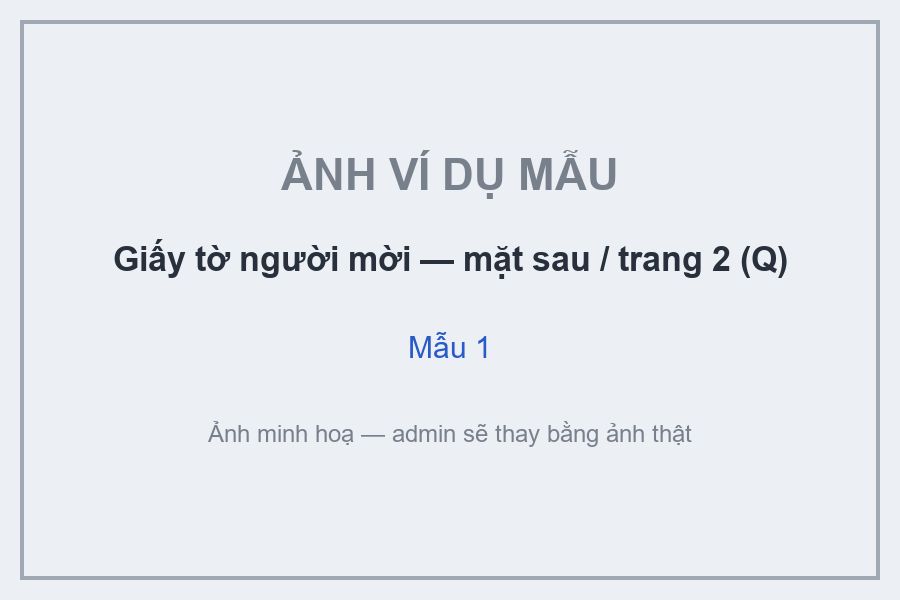 ẢNH VÍ DỤ MẪU
Giấy tờ người mời — mặt sau / trang 2 (Q)
Mẫu 1
Ảnh minh hoạ — admin sẽ thay bằng ảnh thật